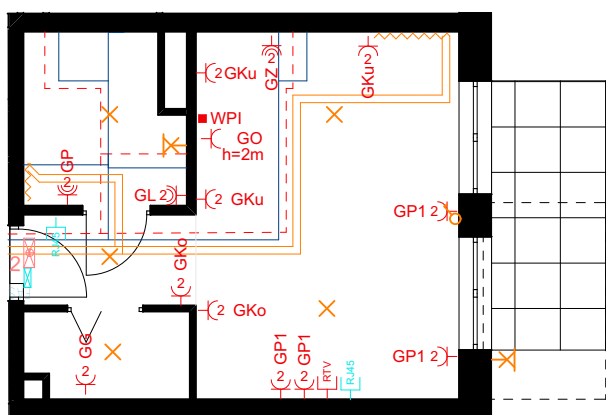 2 GKu
GZ 2
GKu 2
WPI
GO
h=2m
GP 2
GL 2
2 GKu
GP1 2
RJ45
2
GKo 2
2 GKo
GG 2
GP1 2
GP1 2
RTV
RJ45
GP1 2